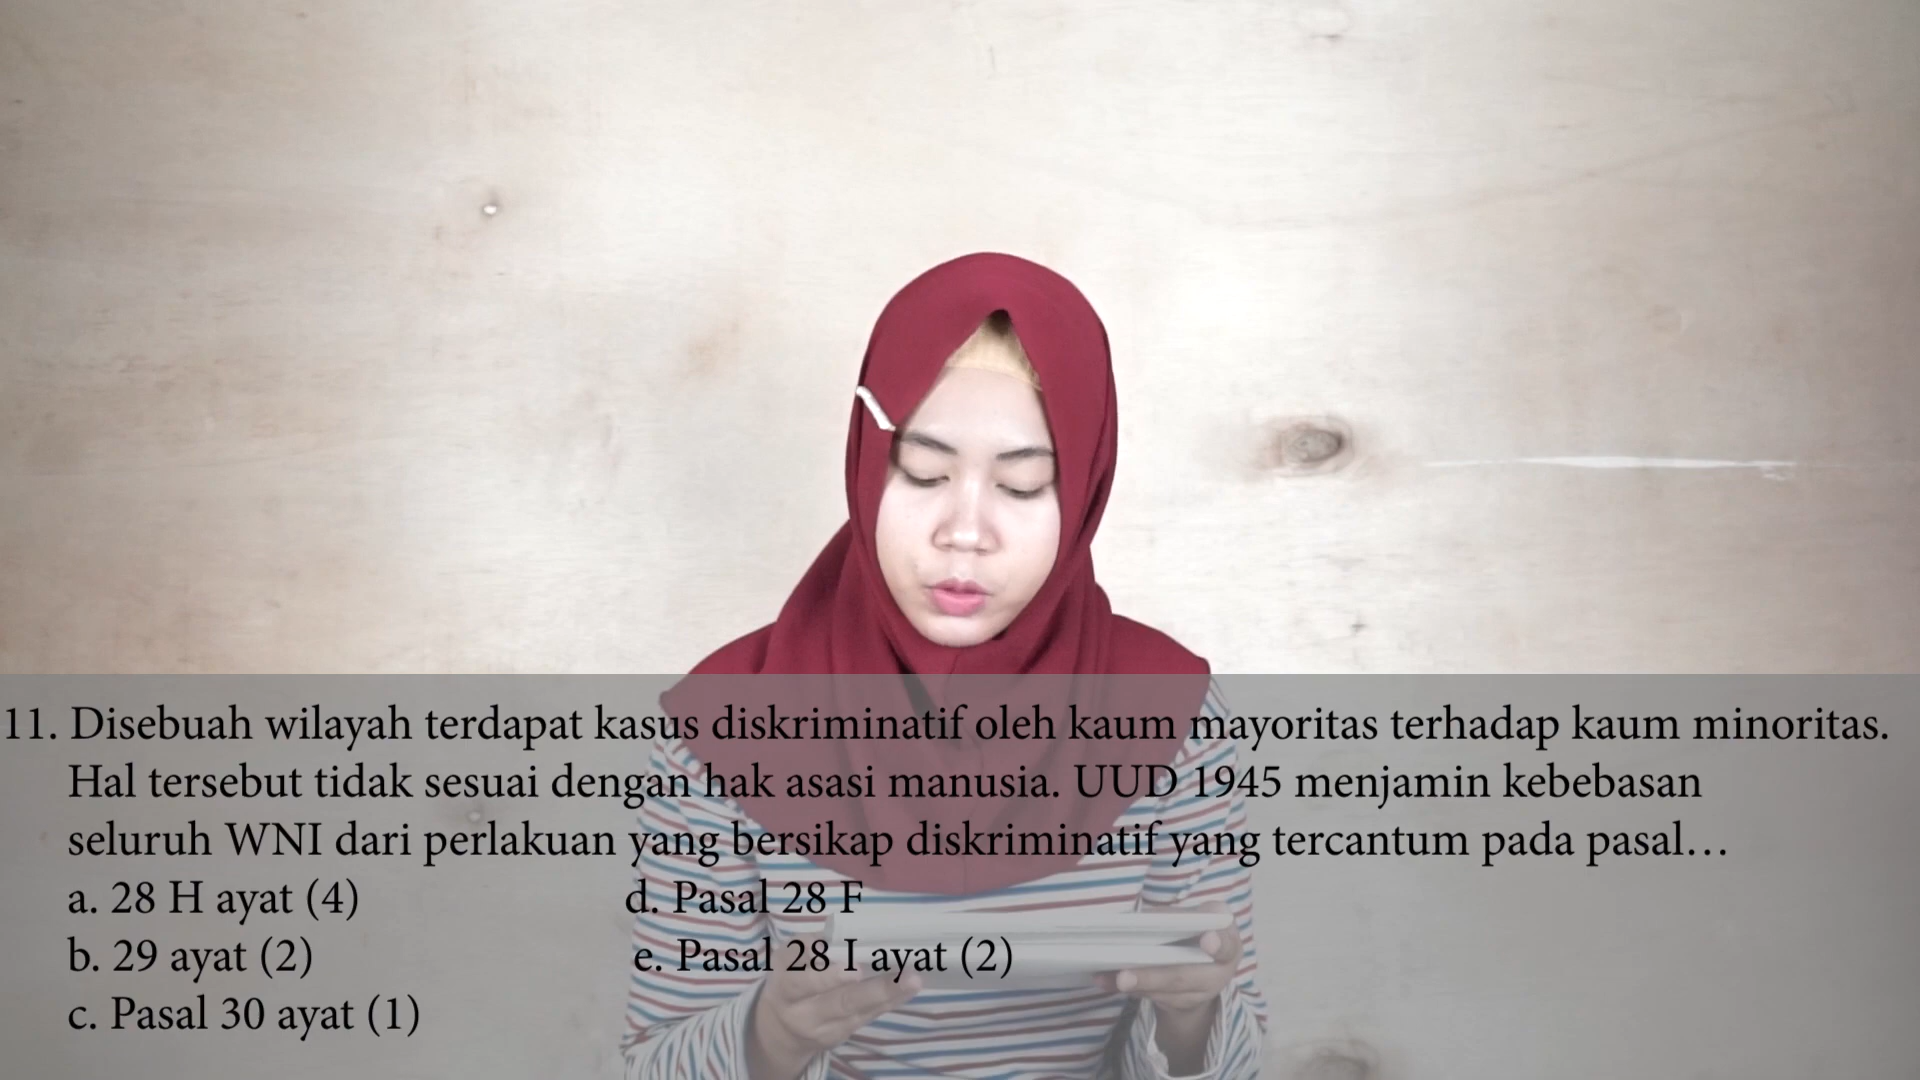 11. Disebuah wilayah terdapat kasus diskriminatif oleh kaum mayoritas terhadap kaum minoritas.
Hal tersebut tidak sesuai dengan hak asasi manusia. UUD 1945 menjamin kebebasan
seluruh WNI dari perlakuan yang bersikap diskriminatif yang tercantum pada pasal…
a. 28 H ayat (4)
b. 29 ayat (2)
c. Pasal 30 ayat (1)
d. Pasal 28 F
e. Pasal 28 I ayat (2)